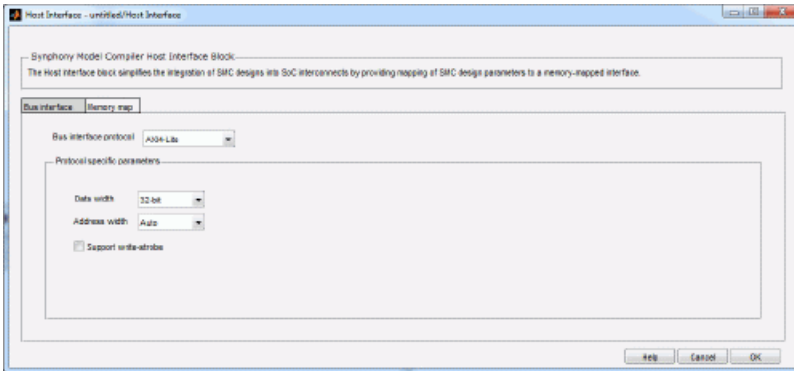 Host Interface - untitled/Host Interface
Synphony Model Compiler Host Interface Block
The Host interface block simplifies the integration of SMC designs into SoC interconnects by providing mapping of SMC design parameters to a memory-mapped interface.
Bus interface Memory map
Bus interface protocol AXI4-Lite
Protocol specific parameters
Data width 32-bit
Address width Auto
Support write-strobe
Help Cancel OK